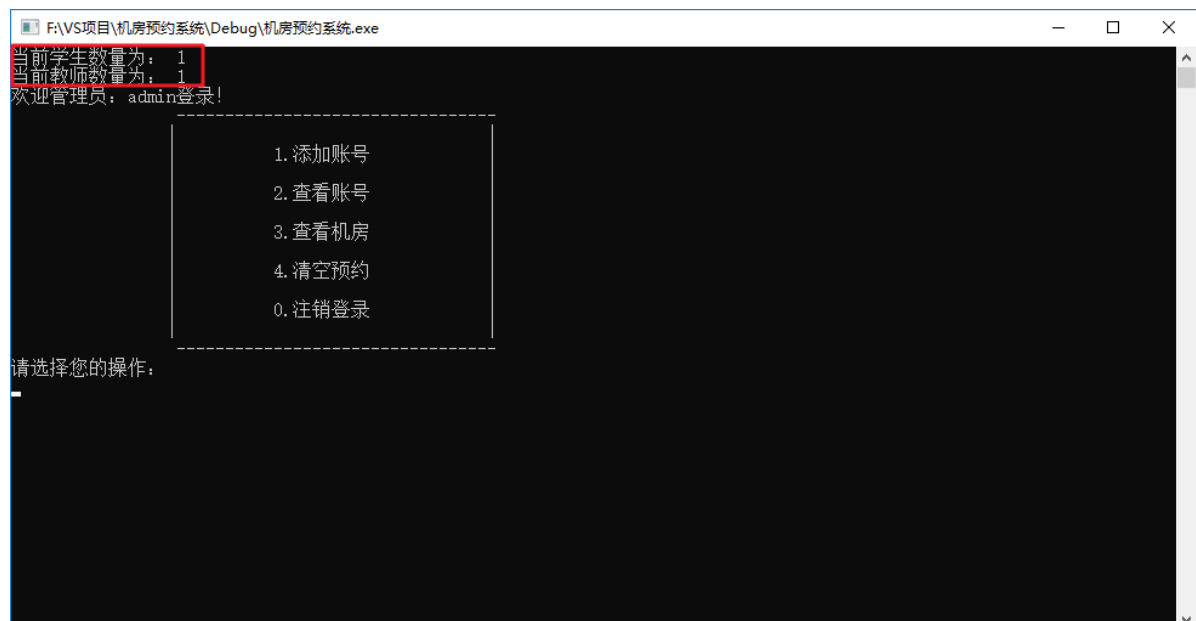 F:\VS项目\机房预约系统\Debug\机房预约系统.exe
当前学生数量为： 1
当前教师数量为： 1
欢迎管理员：admin登录！
1.添加账号
2.查看账号
3.查看机房
4.清空预约
0.注销登录
请选择您的操作：